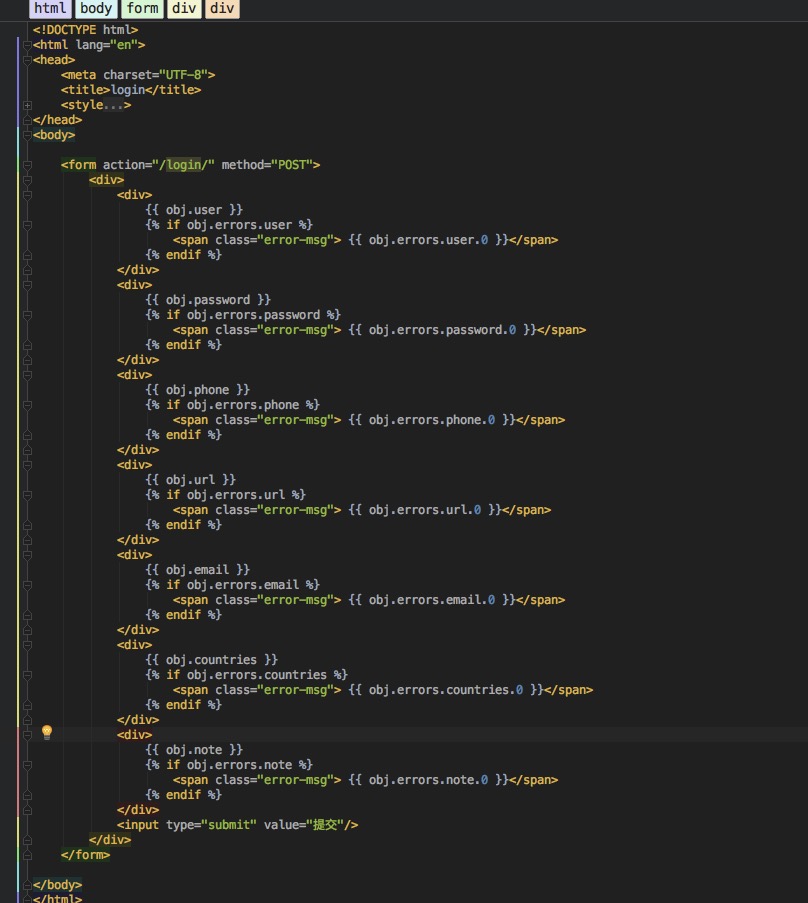 html body form div div
<!DOCTYPE html>
<html lang="en">
<head>
    <meta charset="UTF-8">
    <title>login</title>
    <style...>
</head>
<body>

    <form action="/login/" method="POST">
        <div>
            <div>
                {{ obj.user }}
                {% if obj.errors.user %}
                    <span class="error-msg"> {{ obj.errors.user.0 }}</span>
                {% endif %}
            </div>
            <div>
                {{ obj.password }}
                {% if obj.errors.password %}
                    <span class="error-msg"> {{ obj.errors.password.0 }}</span>
                {% endif %}
            </div>
            <div>
                {{ obj.phone }}
                {% if obj.errors.phone %}
                    <span class="error-msg"> {{ obj.errors.phone.0 }}</span>
                {% endif %}
            </div>
            <div>
                {{ obj.url }}
                {% if obj.errors.url %}
                    <span class="error-msg"> {{ obj.errors.url.0 }}</span>
                {% endif %}
            </div>
            <div>
                {{ obj.email }}
                {% if obj.errors.email %}
                    <span class="error-msg"> {{ obj.errors.email.0 }}</span>
                {% endif %}
            </div>
            <div>
                {{ obj.countries }}
                {% if obj.errors.countries %}
                    <span class="error-msg"> {{ obj.errors.countries.0 }}</span>
                {% endif %}
            </div>
            <div>
                {{ obj.note }}
                {% if obj.errors.note %}
                    <span class="error-msg"> {{ obj.errors.note.0 }}</span>
                {% endif %}
            </div>
            <input type="submit" value="提交"/>
        </div>
    </form>

</body>
</html>